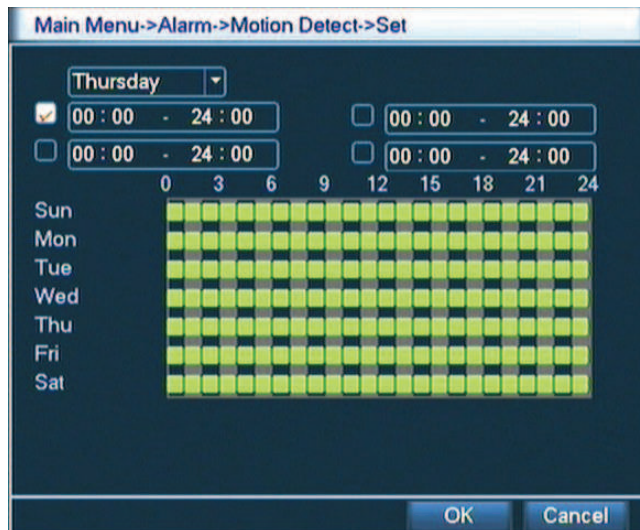 Main Menu->Alarm->Motion Detect->Set
Thursday
00 : 00 - 24 : 00 00 : 00 - 24 : 00
00 : 00 - 24 : 00 00 : 00 - 24 : 00
0 3 6 9 12 15 18 21 24
Sun
Mon
Tue
Wed
Thu
Fri
Sat
OK Cancel